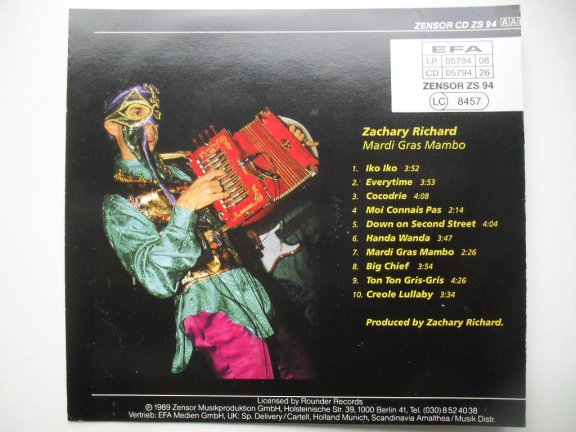 ZENSOR CD ZS 94 AA
EFA
LP 05794 08
CD 05794 26
ZENSOR ZS 94
LC 8457
Zachary Richard
Mardi Gras Mambo
1. Iko Iko 3:52
2. Everytime 3:53
3. Cocodrie 4:08
4 Moi Connais Pas 2:14
5. Down on Second Street 4:04
6. Handa Wanda 3:47
7. Mardi Gras Mambo 2:26
8. Big Chief 3:54
9. Ton Ton Gris-Gris 4:26
10. Creole Lullaby 3:34
Produced by Zachary Richard.
Licensed by Rounder Records
© 1989 Zensor Musikproduktion GmbH, Holsteinische Str. 39, 1000 Berlin 41, Tel. (030) 8 52 40 38
Vertrieb: EFA Medien GmbH, UK: Sp. Delivery / Cartell, Holland Munich, Scandinavia Amalthea / Musik Distr.